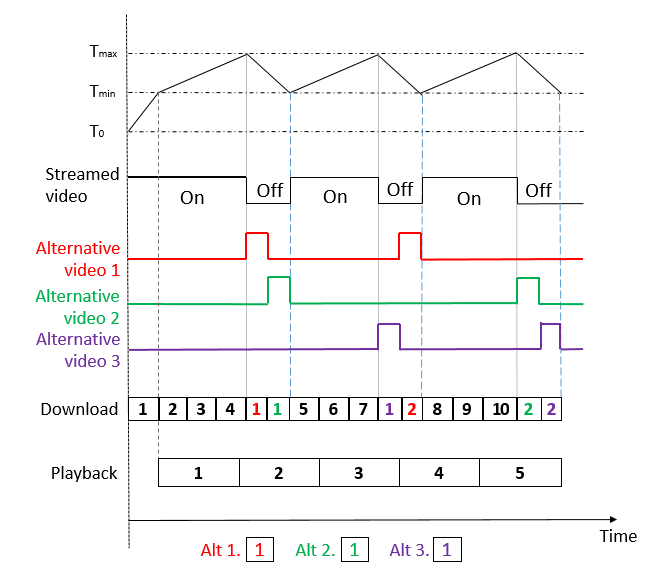 Tmax
Tmin
T0
Streamed
video
On Off On Off On Off
Alternative
video 1
Alternative
video 2
Alternative
video 3
Download 1 2 3 4 1 1 5 6 7 1 2 8 9 10 2 2
Playback 1 2 3 4 5
Time
Alt 1. 1 Alt 2. 1 Alt 3. 1